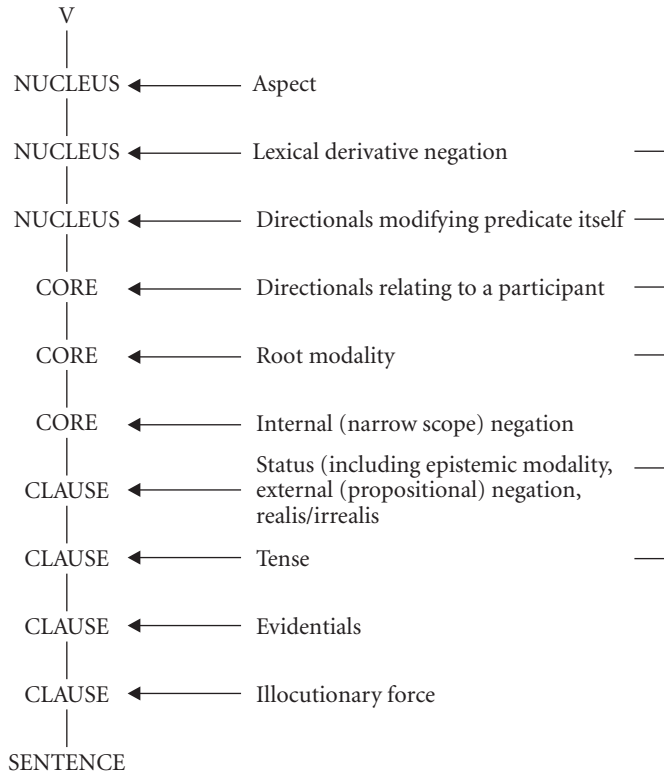 V
NUCLEUS Aspect
NUCLEUS Lexical derivative negation
NUCLEUS Directionals modifying predicate itself
CORE Directionals relating to a participant
CORE Root modality
CORE Internal (narrow scope) negation
Status (including epistemic modality,
CLAUSE external (propositional) negation,
realis/irrealis
CLAUSE Tense
CLAUSE Evidentials
CLAUSE Illocutionary force
SENTENCE